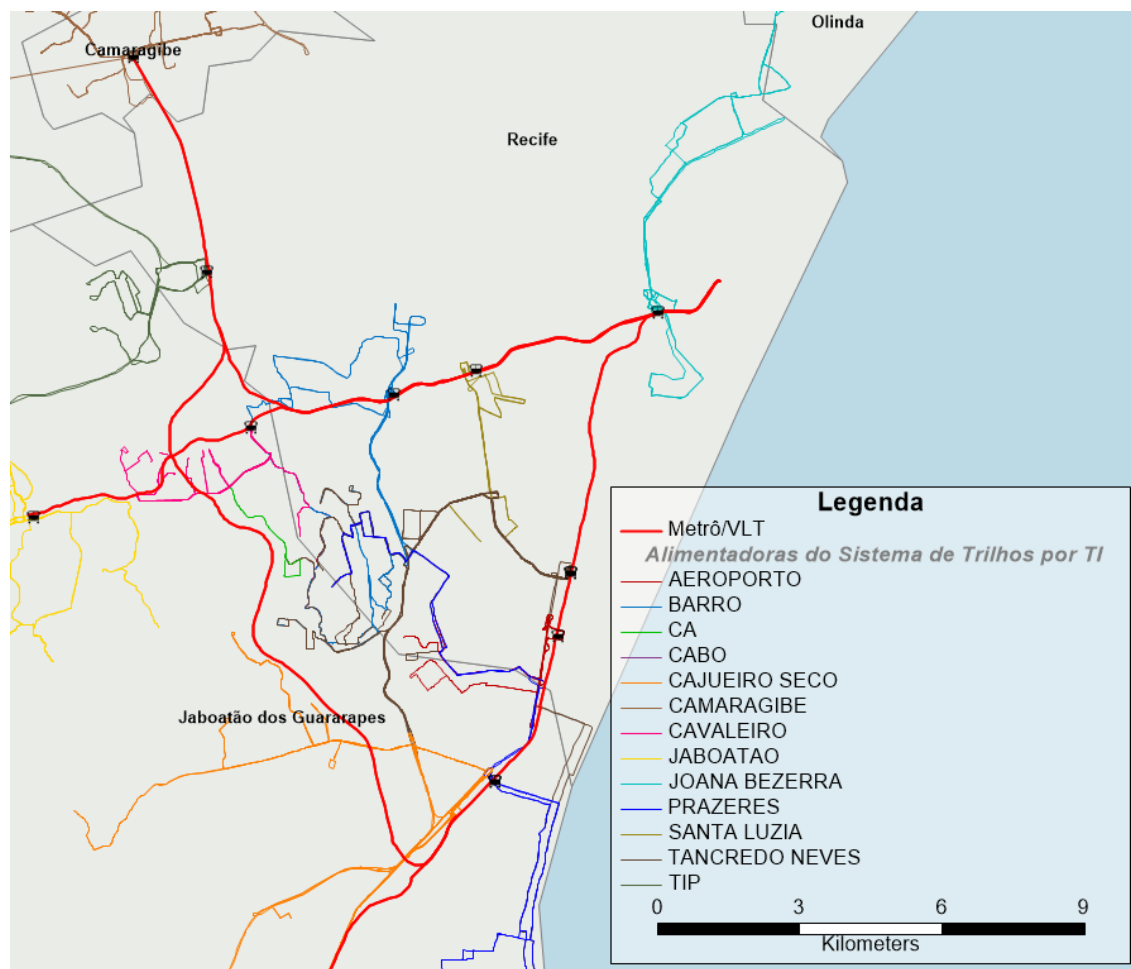 Olinda
Camaragibe
Recife
Jaboatão dos Guararapes
Legenda
Metrô/VLT
Alimentadoras do Sistema de Trilhos por TI
AEROPORTO
BARRO
CA
CABO
CAJUEIRO SECO
CAMARAGIBE
CAVALEIRO
JABOATAO
JOANA BEZERRA
PRAZERES
SANTA LUZIA
TANCREDO NEVES
TIP
0 3 6 9
Kilometers